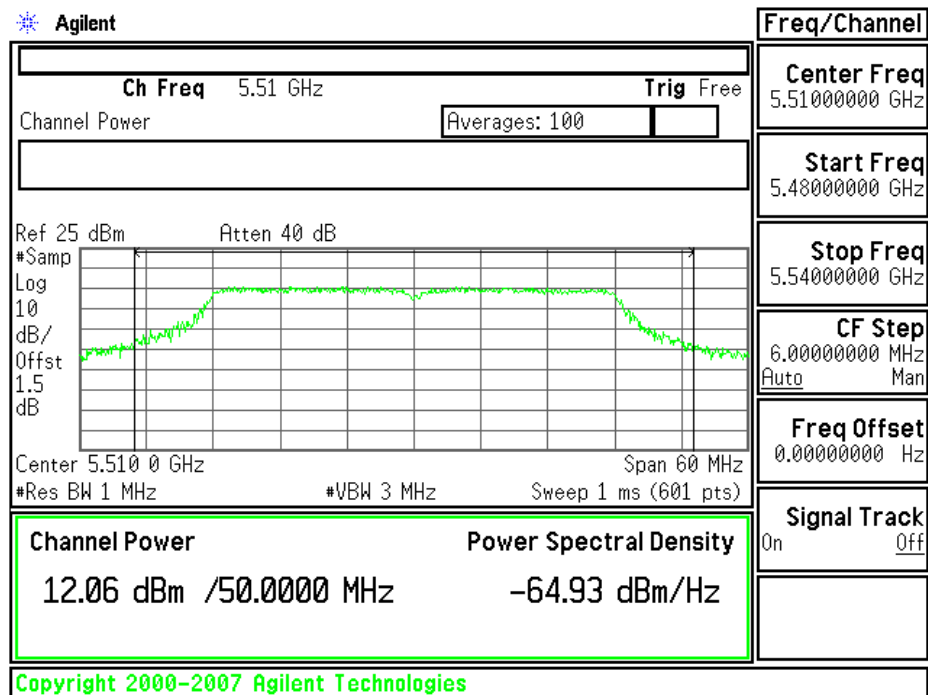 Agilent
Freq/Channel
Ch Freq 5.51 GHz Trig Free
Channel Power Averages: 100
Ref 25 dBm Atten 40 dB
#Samp
Log
10
dB/
Offst
1.5
dB
Center 5.510 0 GHz Span 60 MHz
#Res BW 1 MHz #VBW 3 MHz Sweep 1 ms (601 pts)
Channel Power Power Spectral Density
12.06 dBm /50.0000 MHz -64.93 dBm/Hz
Center Freq
5.51000000 GHz
Start Freq
5.48000000 GHz
Stop Freq
5.54000000 GHz
CF Step
6.00000000 MHz
Auto Man
Freq Offset
0.00000000 Hz
Signal Track
On Off
Copyright 2000-2007 Agilent Technologies